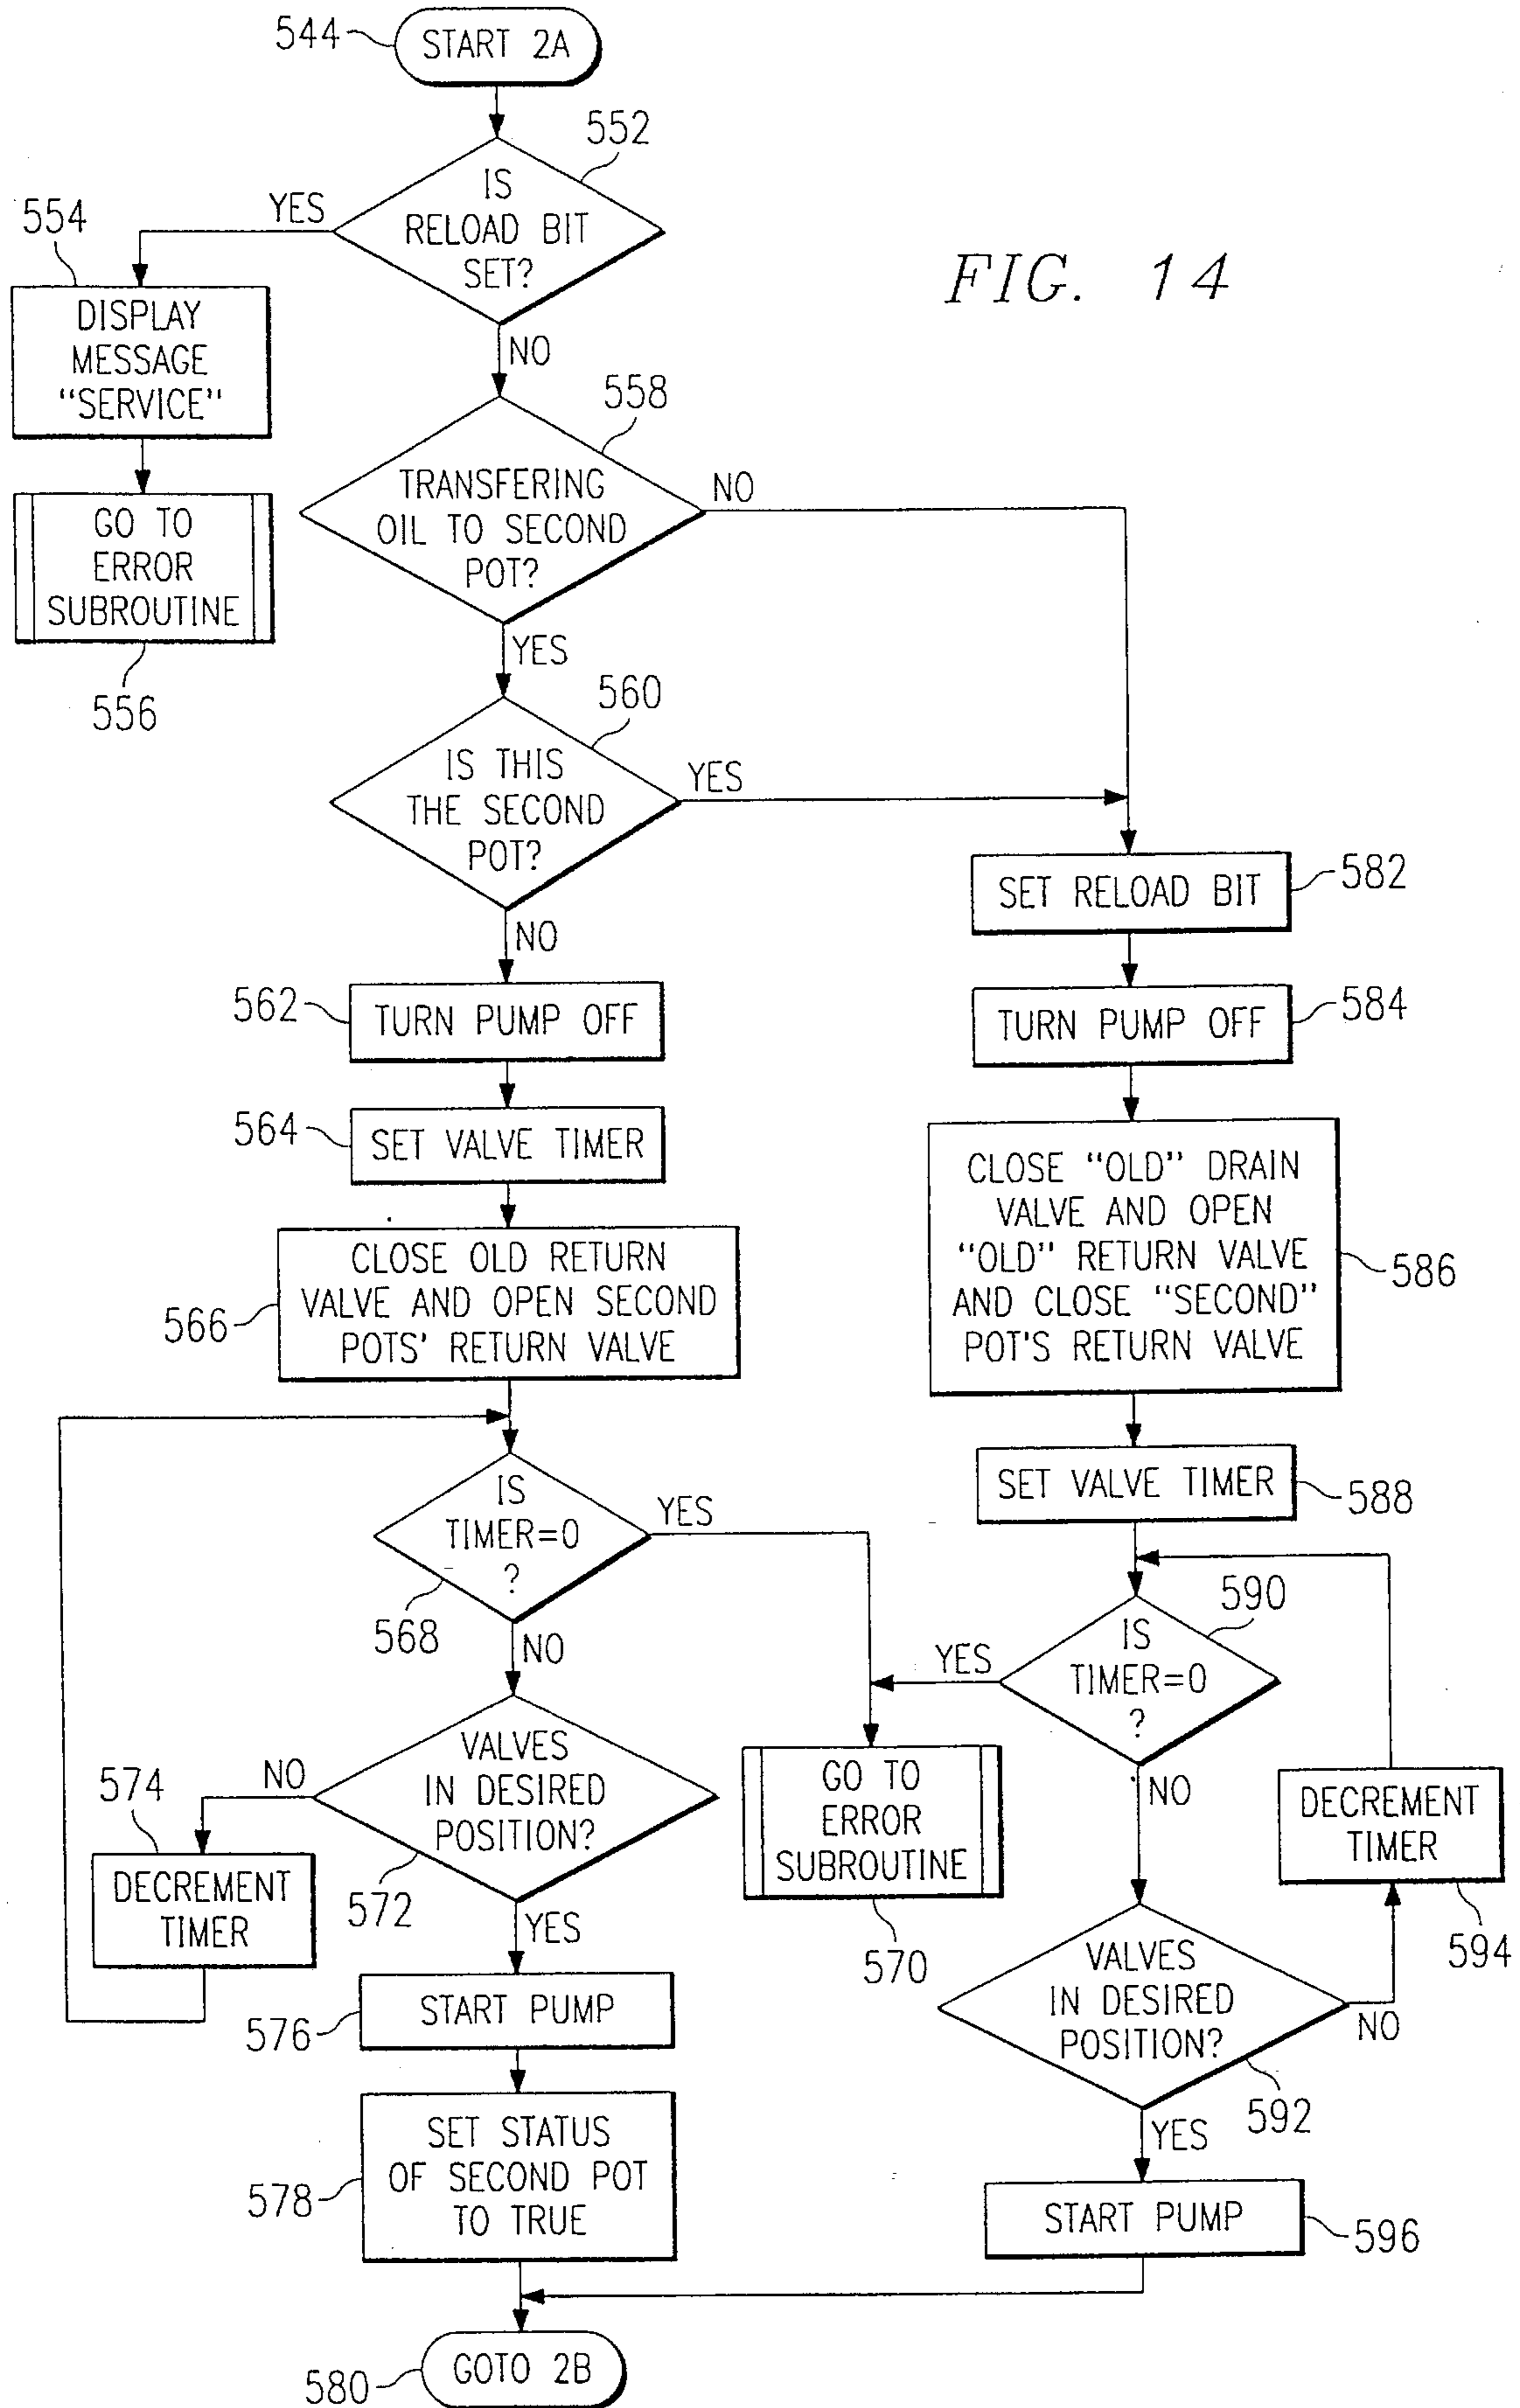 544
START 2A
552
IS
RELOAD BIT
SET?
YES
554
DISPLAY
MESSAGE
"SERVICE"
NO
FIG. 14
558
TRANSFERING
OIL TO SECOND
POT?
NO
GO TO
ERROR
SUBROUTINE
556
YES
560
IS THIS
THE SECOND
POT?
YES
NO
582
SET RELOAD BIT
562
TURN PUMP OFF
584
TURN PUMP OFF
564
SET VALVE TIMER
566
CLOSE OLD RETURN
VALVE AND OPEN SECOND
POTS' RETURN VALVE
CLOSE "OLD" DRAIN
VALVE AND OPEN
"OLD" RETURN VALVE
AND CLOSE "SECOND"
POT'S RETURN VALVE
586
IS
TIMER=0
?
568
YES
NO
SET VALVE TIMER
588
590
IS
TIMER=0
?
YES
NO
VALVES
IN DESIRED
POSITION?
572
NO
574
DECREMENT
TIMER
YES
GO TO
ERROR
SUBROUTINE
570
DECREMENT
TIMER
594
VALVES
IN DESIRED
POSITION?
NO
592
YES
576
START PUMP
578
SET STATUS
OF SECOND POT
TO TRUE
START PUMP
596
580
GOTO 2B